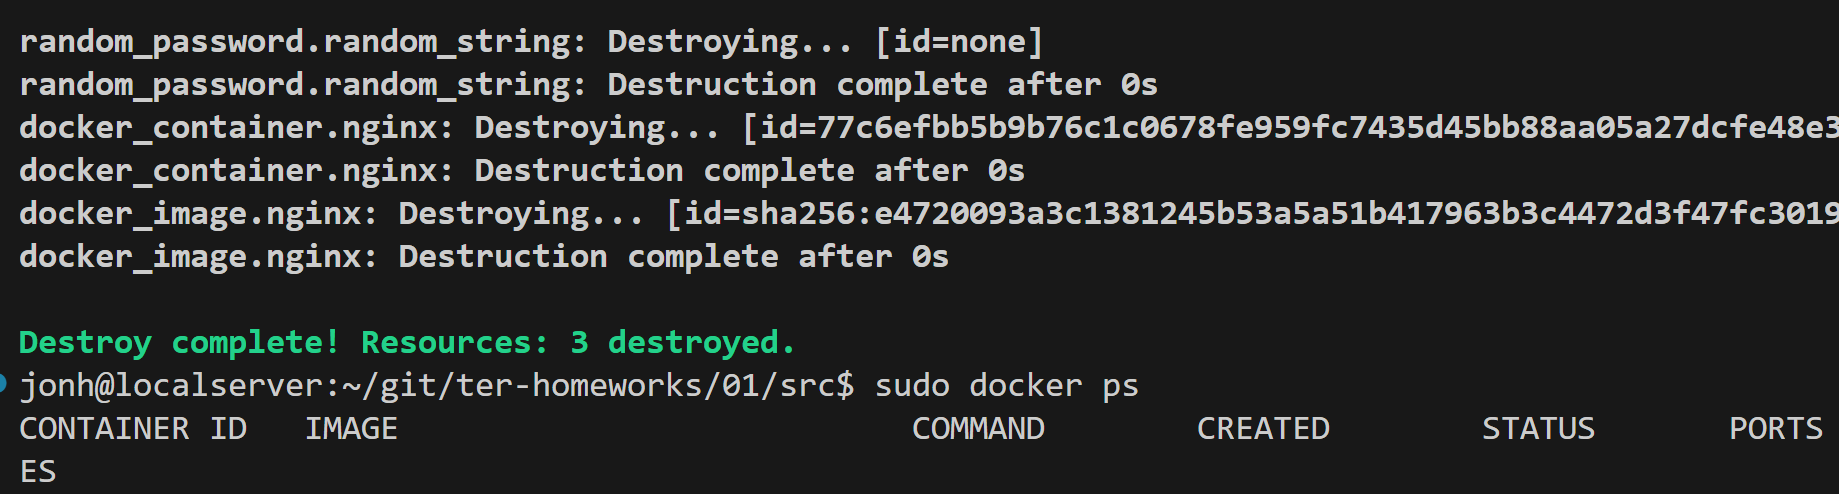 random_password.random_string: Destroying... [id=none]
random_password.random_string: Destruction complete after 0s
docker_container.nginx: Destroying... [id=77c6efbb5b9b76c1c0678fe959fc7435d45bb88aa05a27dcfe48e3
docker_container.nginx: Destruction complete after 0s
docker_image.nginx: Destroying... [id=sha256:e4720093a3c1381245b53a5a51b417963b3c4472d3f47fc3019
docker_image.nginx: Destruction complete after 0s
Destroy complete! Resources: 3 destroyed.
jonh@localserver:~/git/ter-homeworks/01/src$ sudo docker ps
CONTAINER ID   IMAGE                           COMMAND        CREATED        STATUS       PORTS
ES